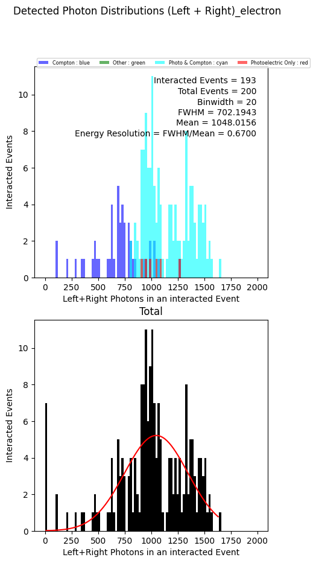 Detected Photon Distributions (Left + Right)_electron
Compton : blue Other : green Photo & Compton : cyan Photoelectric Only : red
Interacted Events = 193
Total Events = 200
Binwidth = 20
FWHM = 702.1943
Mean = 1048.0156
Energy Resolution = FWHM/Mean = 0.6700
Interacted Events
10
8
6
4
2
0
0 250 500 750 1000 1250 1500 1750 2000
Left+Right Photons in an interacted Event
Total
Interacted Events
10
8
6
4
2
0
0 250 500 750 1000 1250 1500 1750 2000
Left+Right Photons in an interacted Event